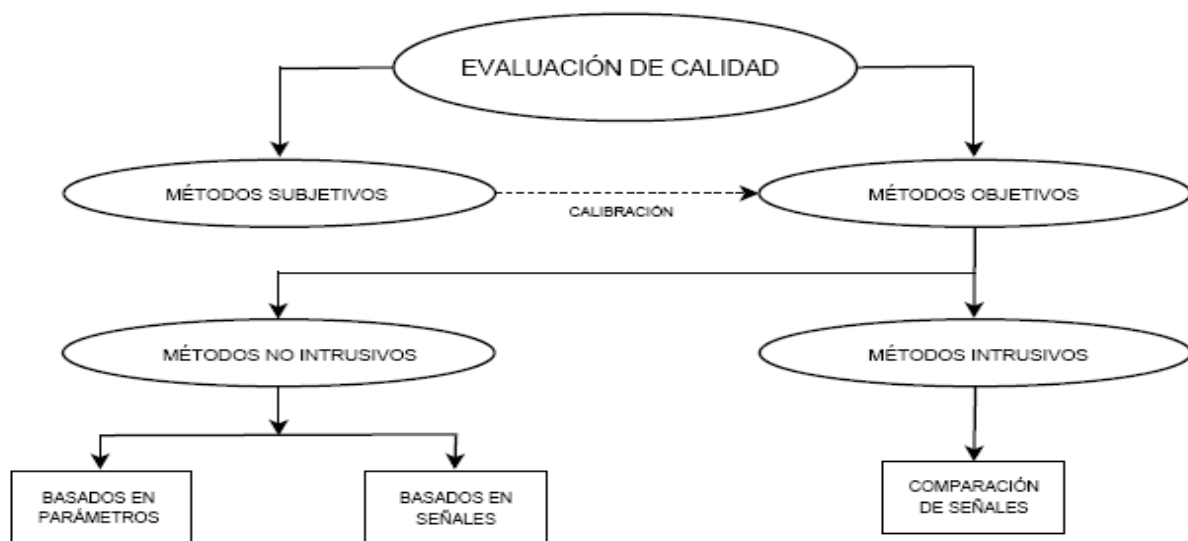 EVALUACIÓN DE CALIDAD
MÉTODOS SUBJETIVOS
CALIBRACIÓN
MÉTODOS OBJETIVOS
MÉTODOS NO INTRUSIVOS
MÉTODOS INTRUSIVOS
BASADOS EN
PARÁMETROS
BASADOS EN
SEÑALES
COMPARACIÓN
DE SEÑALES